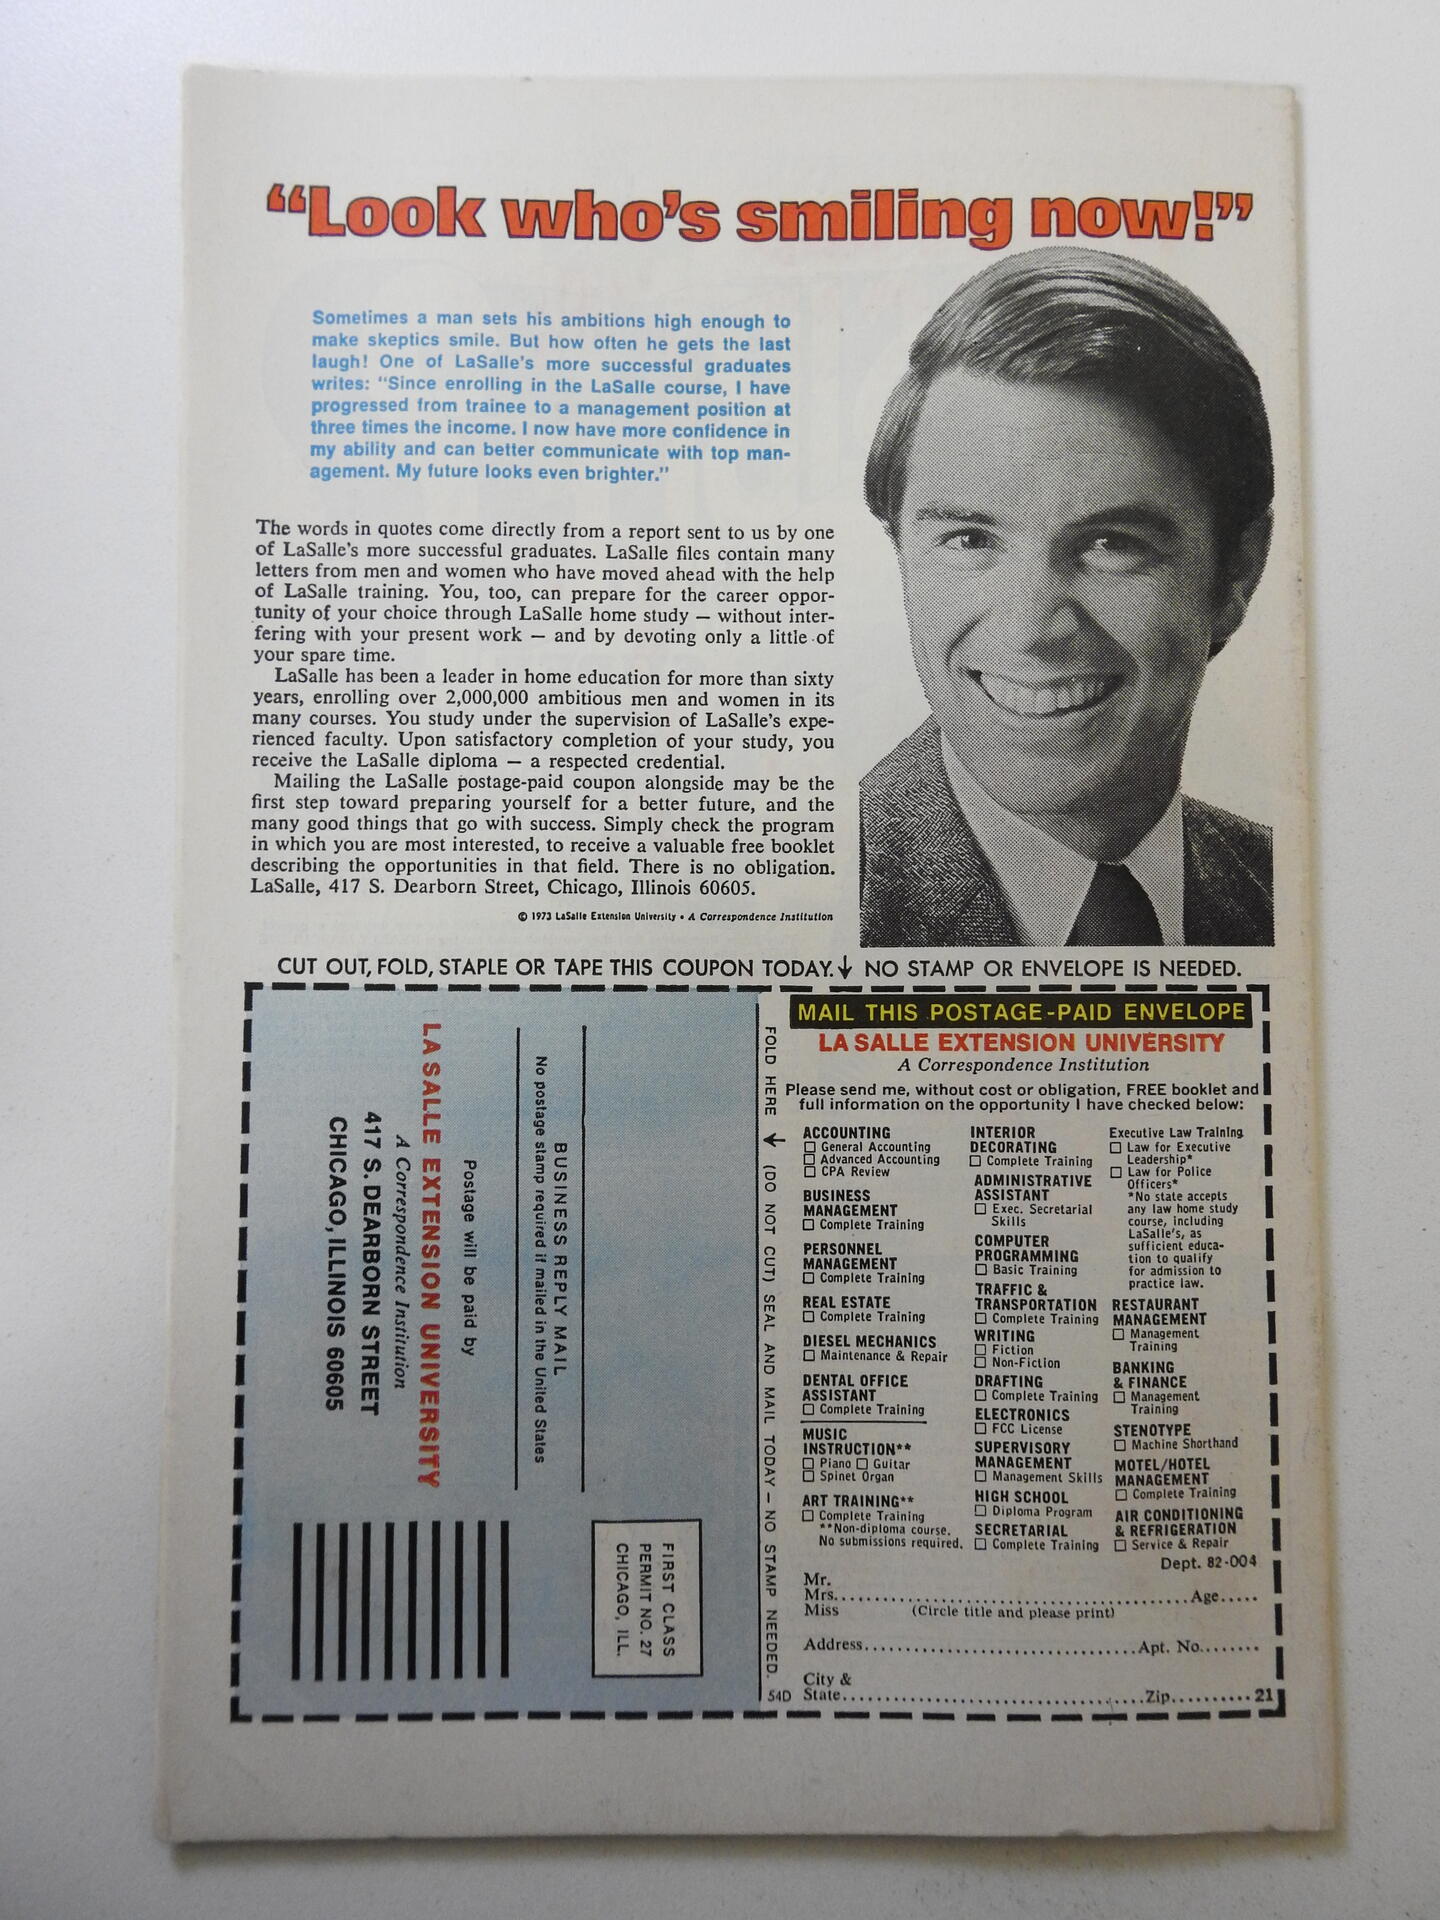 “Look who's smiling now!”
Sometimes a man sets his ambitions high enough to
make skeptics smile. But how often he gets the last
laugh! One of LaSalle's more successful graduates
writes: “Since enrolling in the LaSalle course, I have
progressed from trainee to a management position at
three times the income. I now have more confidence in
my ability and can better communicate with top man-
agement. My future looks even brighter.”
The words in quotes come directly from a report sent to us by one
of LaSalle's more successful graduates. LaSalle files contain many
letters from men and women who have moved ahead with the help
of LaSalle training. You, too, can prepare for the career oppor-
tunity of your choice through LaSalle home study — without inter-
fering with your present work — and by devoting only a little of
your spare time.
LaSalle has been a leader in home education for more than sixty
years, enrolling over 2,000,000 ambitious men and women in its
many courses. You study under the supervision of LaSalle's expe-
rienced faculty. Upon satisfactory completion of your study, you
receive the LaSalle diploma — a respected credential.
Mailing the LaSalle postage-paid coupon alongside may be the
first step toward preparing yourself for a better future, and the
many good things that go with success. Simply check the program
in which you are most interested, to receive a valuable free booklet
describing the opportunities in that field. There is no obligation.
LaSalle, 417 S. Dearborn Street, Chicago, Illinois 60605.
© 1973 LaSalle Extension University • A Correspondence Institution
CUT OUT, FOLD, STAPLE OR TAPE THIS COUPON TODAY.↓ NO STAMP OR ENVELOPE IS NEEDED.
FIRST CLASS
PERMIT NO. 27
CHICAGO, ILL.
BUSINESS REPLY MAIL
No postage stamp required if mailed in the United States
Postage will be paid by
LA SALLE EXTENSION UNIVERSITY
A Correspondence Institution
417 S. DEARBORN STREET
CHICAGO, ILLINOIS 60605
FOLD HERE ↓ (DO NOT CUT) SEAL AND MAIL TODAY — NO STAMP NEEDED.
54D
MAIL THIS POSTAGE-PAID ENVELOPE
LA SALLE EXTENSION UNIVERSITY
A Correspondence Institution
Please send me, without cost or obligation, FREE booklet and
full information on the opportunity I have checked below:
ACCOUNTING
☐ General Accounting
☐ Advanced Accounting
☐ CPA Review
BUSINESS
MANAGEMENT
☐ Complete Training
PERSONNEL
MANAGEMENT
☐ Complete Training
REAL ESTATE
☐ Complete Training
DIESEL MECHANICS
☐ Maintenance & Repair
DENTAL OFFICE
ASSISTANT
☐ Complete Training
MUSIC
INSTRUCTION**
☐ Piano ☐ Guitar
☐ Spinet Organ
ART TRAINING**
☐ Complete Training
**Non-diploma course.
No submissions required.
INTERIOR
DECORATING
☐ Complete Training
ADMINISTRATIVE
ASSISTANT
☐ Exec. Secretarial
Skills
COMPUTER
PROGRAMMING
☐ Basic Training
TRAFFIC &
TRANSPORTATION
☐ Complete Training
WRITING
☐ Fiction
☐ Non-Fiction
DRAFTING
☐ Complete Training
ELECTRONICS
☐ FCC License
SUPERVISORY
MANAGEMENT
☐ Management Skills
HIGH SCHOOL
☐ Diploma Program
SECRETARIAL
☐ Complete Training
Executive Law Training
☐ Law for Executive
Leadership*
☐ Law for Police
Officers*
*No state accepts
any law home study
course, including
LaSalle's, as
sufficient educa-
tion to qualify
for admission to
practice law.
RESTAURANT
MANAGEMENT
☐ Management
Training
BANKING
& FINANCE
☐ Management
Training
STENOTYPE
☐ Machine Shorthand
MOTEL/HOTEL
MANAGEMENT
☐ Complete Training
AIR CONDITIONING
& REFRIGERATION
☐ Service & Repair
Dept. 82-004
Mr.
Mrs. Age
Miss (Circle title and please print)
Address Apt. No.
City &
State Zip 21